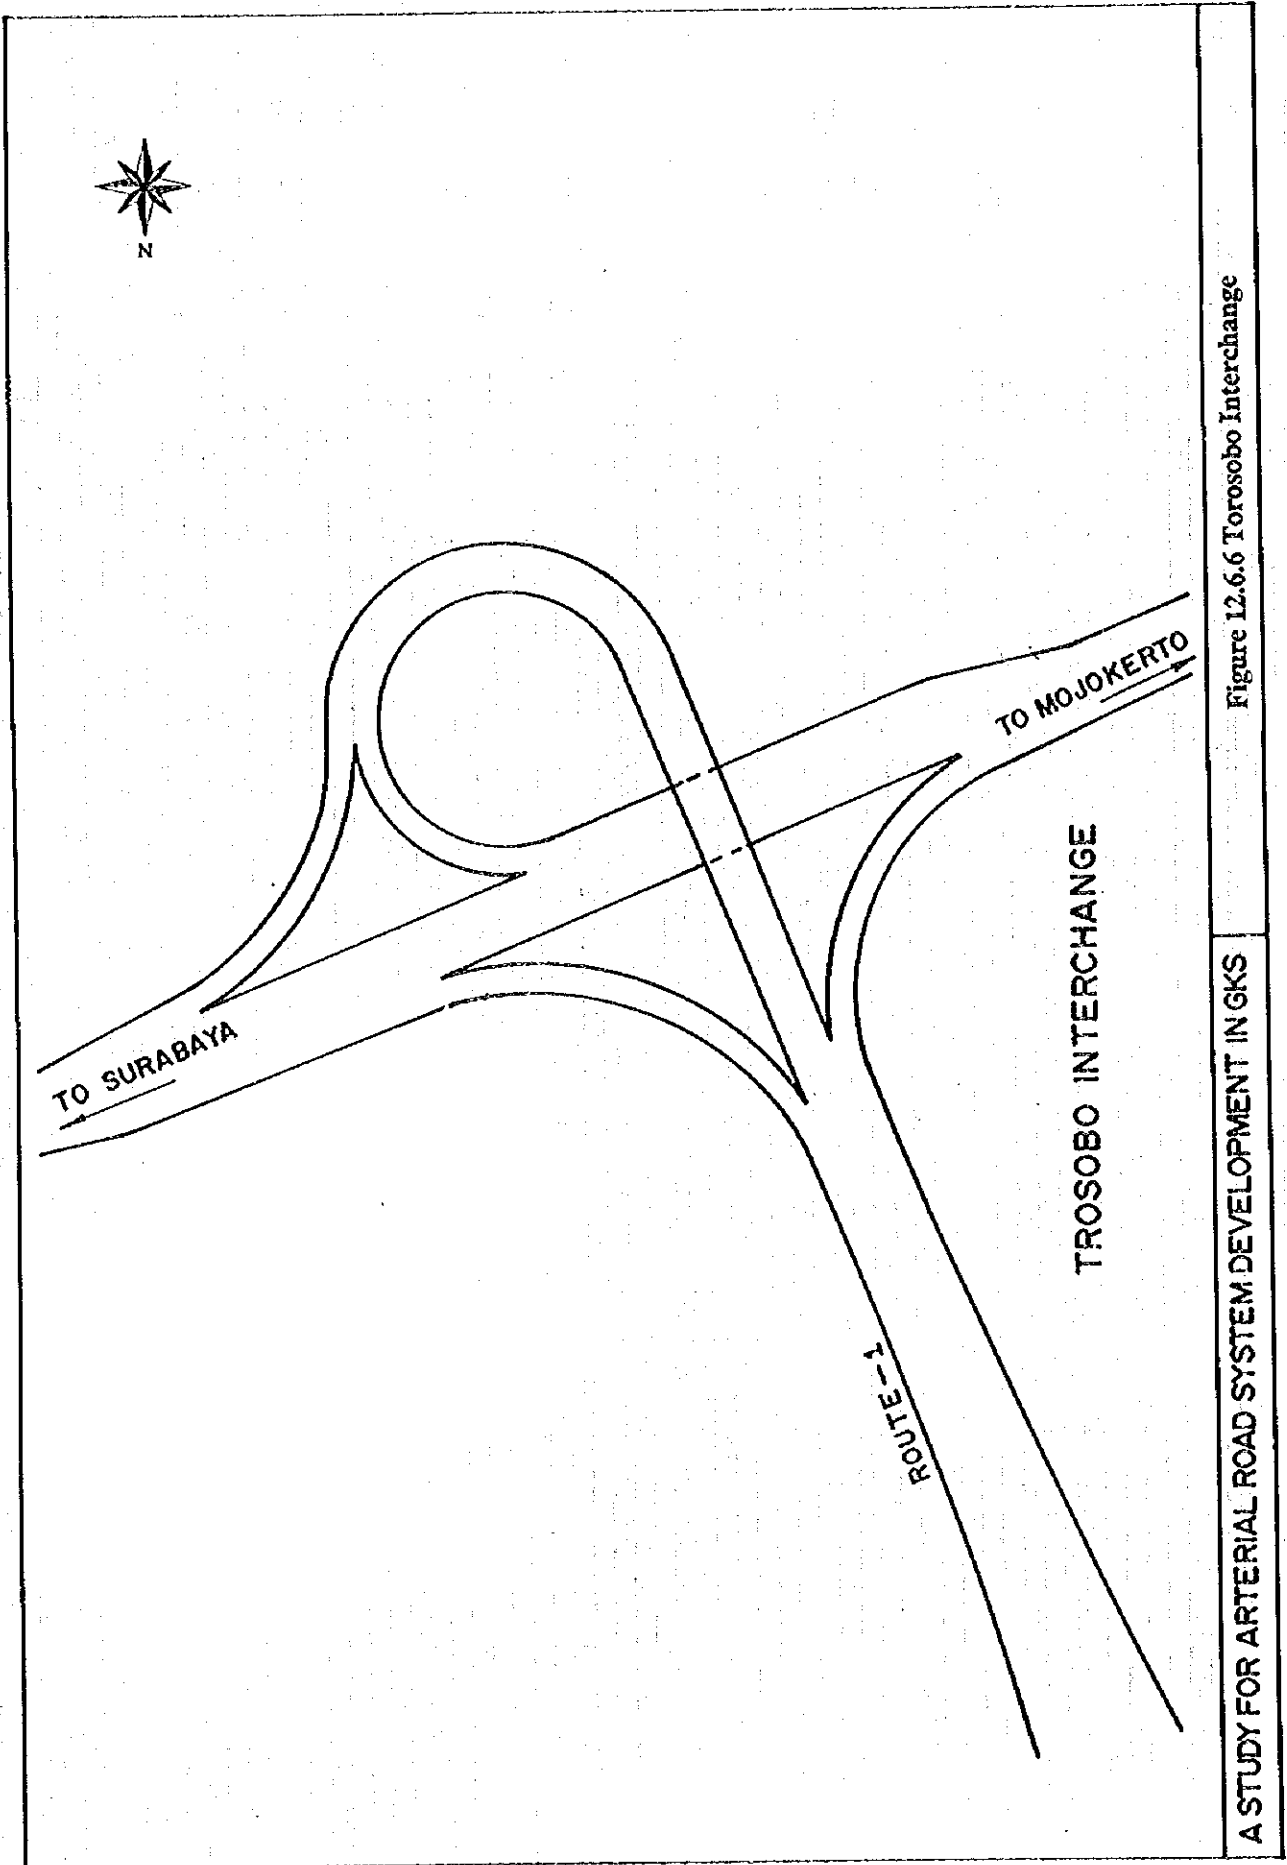 N
TO SURABAYA
TO MOJOKERTO
ROUTE-1
TROSOBO INTERCHANGE
A STUDY FOR ARTERIAL ROAD SYSTEM DEVELOPMENT IN GKS
Figure 12.6.6 Torosobo Interchange